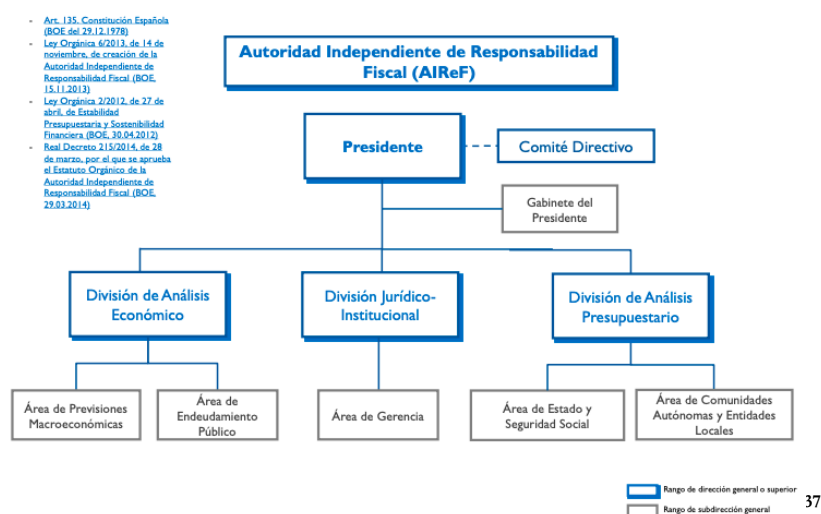 - Art. 135. Constitución Española
(BOE del 29.12.1978)
- Ley Orgánica 6/2013, de 14 de
noviembre, de creación de la
Autoridad Independiente de
Responsabilidad Fiscal (BOE,
15.11.2013)
- Ley Orgánica 2/2012, de 27 de
abril, de Estabilidad
Presupuestaria y Sostenibilidad
Financiera (BOE, 30.04.2012)
- Real Decreto 215/2014, de 28
de marzo, por el que se aprueba
el Estatuto Orgánico de la
Autoridad Independiente de
Responsabilidad Fiscal (BOE,
29.03.2014)
Autoridad Independiente de Responsabilidad
Fiscal (AIReF)
Presidente
Comité Directivo
Gabinete del
Presidente
División de Análisis
Económico
División Jurídico-
Institucional
División de Análisis
Presupuestario
Área de Previsiones
Macroeconómicas
Área de
Endeudamiento
Público
Área de Gerencia
Área de Estado y
Seguridad Social
Área de Comunidades
Autónomas y Entidades
Locales
Rango de dirección general o superior
Rango de subdirección general
37